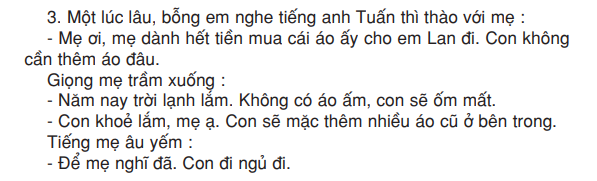 3. Một lúc lâu, bỗng em nghe tiếng anh Tuấn thì thào với mẹ :
- Mẹ ơi, mẹ dành hết tiền mua cái áo ấy cho em Lan đi. Con không
cần thêm áo đâu.
Giọng mẹ trầm xuống :
- Năm nay trời lạnh lắm. Không có áo ấm, con sẽ ốm mất.
- Con khoẻ lắm, mẹ ạ. Con sẽ mặc thêm nhiều áo cũ ở bên trong.
Tiếng mẹ âu yếm :
- Để mẹ nghĩ đã. Con đi ngủ đi.